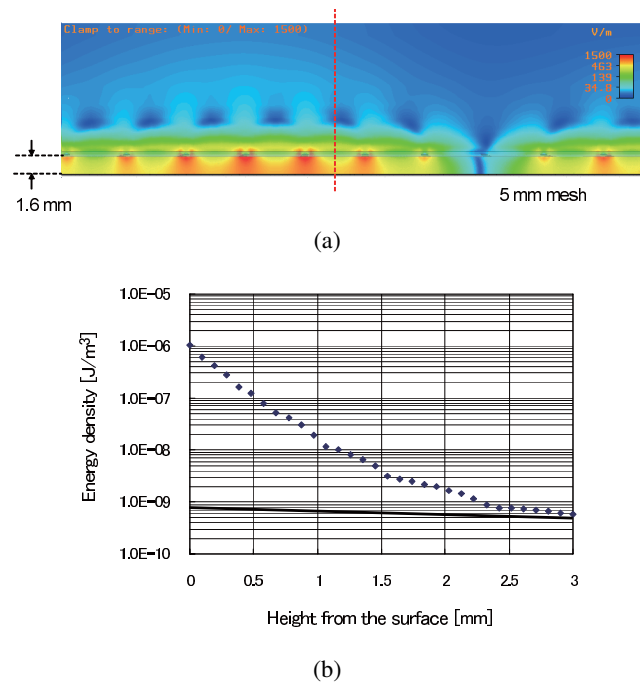 Clamp to range: (Min: 0/ Max: 1500)
V/m
1500
463
139
34.8
0
1.6 mm
5 mm mesh
(a)
1.0E-05
1.0E-06
1.0E-07
1.0E-08
1.0E-09
1.0E-10
Energy density [J/m³]
0 0.5 1 1.5 2 2.5 3
Height from the surface [mm]
(b)